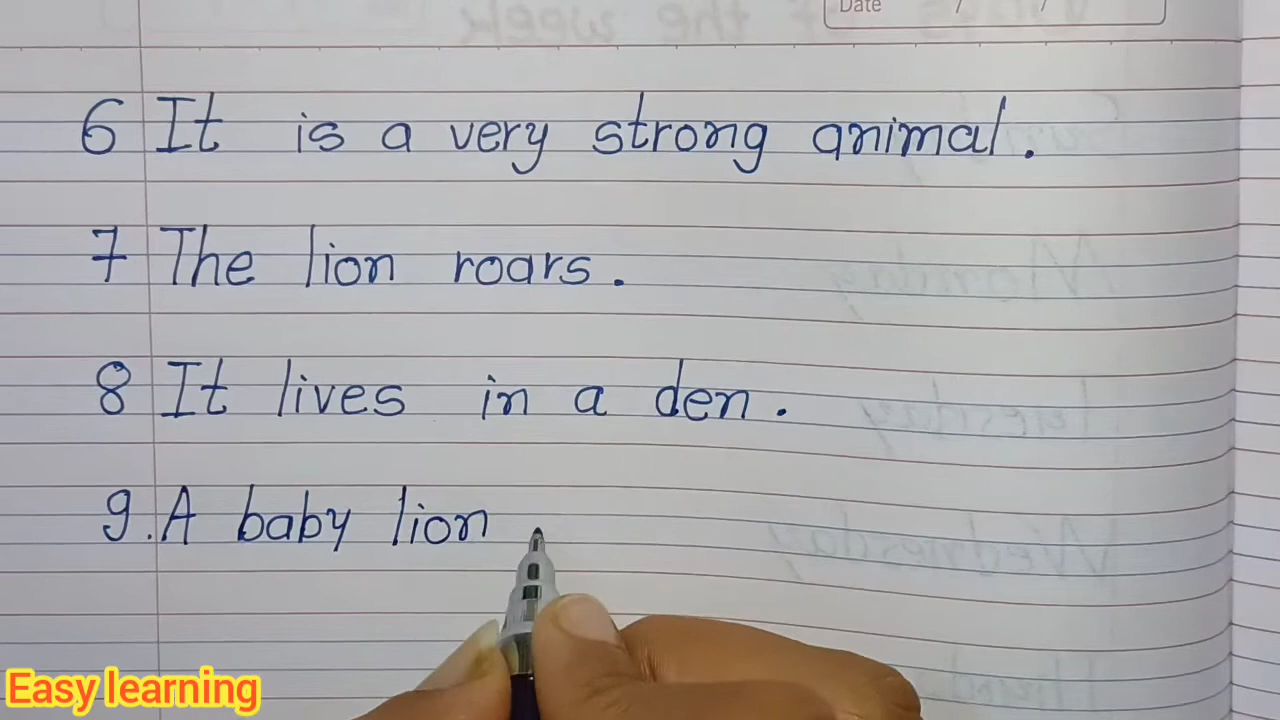 Date / /
6 It is a very strong animal.
7 The lion roars.
8 It lives in a den.
9. A baby lion
Easy learning